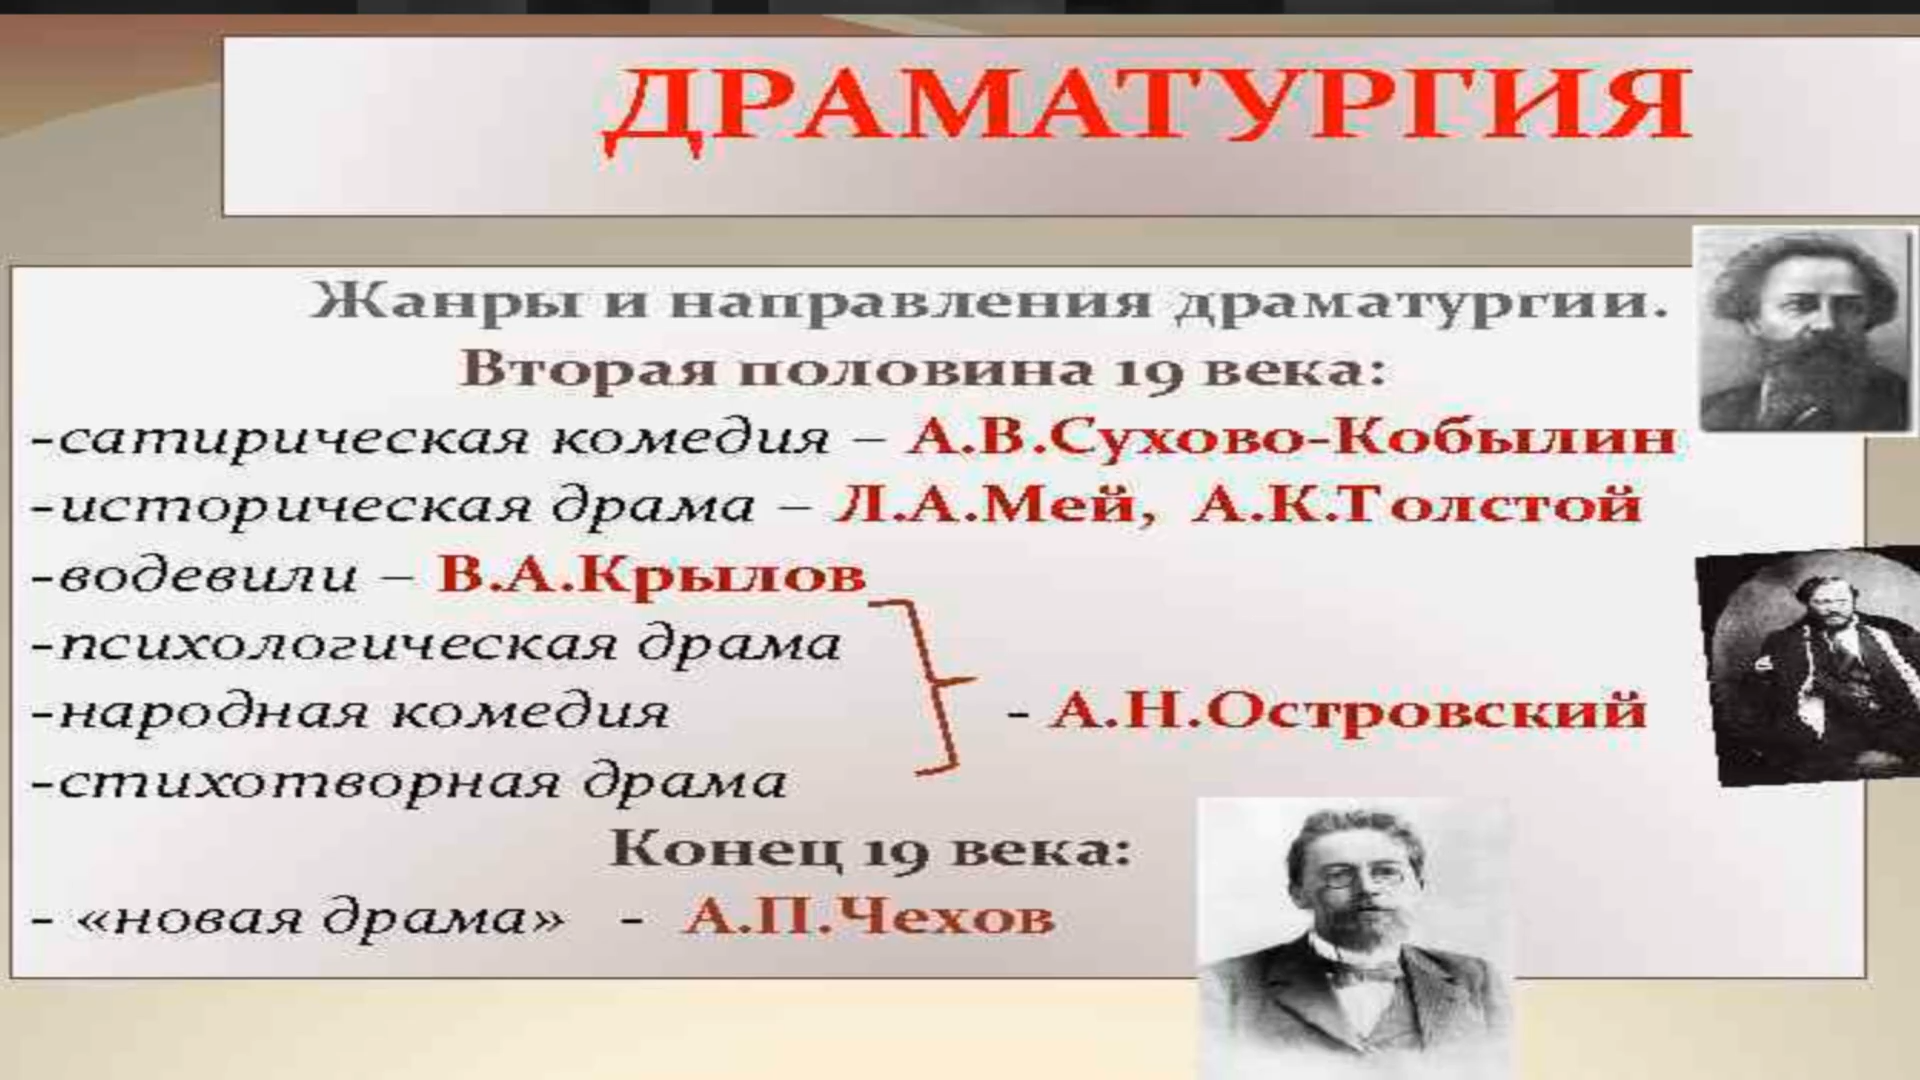 ДРАМАТУРГИЯ
Жанры и направления драматургии.
Вторая половина 19 века:
-сатирическая комедия – А.В.Сухово-Кобылин
-историческая драма – Л.А.Мей, А.К.Толстой
-водевили – В.А.Крылов
-психологическая драма
-народная комедия - А.Н.Островский
-стихотворная драма
Конец 19 века:
- «новая драма» - А.П.Чехов